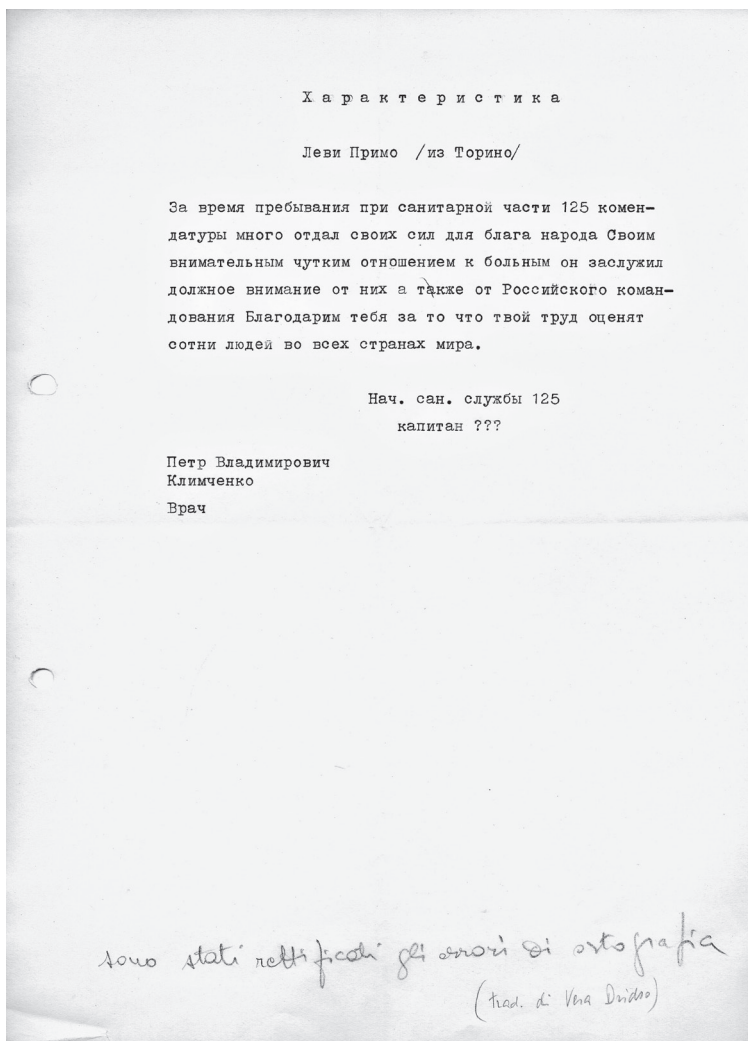 Характеристика
Леви Примо /из Торино/
За время пребывания при санитарной части 125 комен-
датуры много отдал своих сил для блага народа Своим
внимательным чутким отношением к больным он заслужил
должное внимание от них а также от Российского коман-
дования Благодарим тебя за то что твой труд оценят
сотни людей во всех странах мира.
Нач. сан. службы 125
капитан ???
Петр Владимирович
Климченко
Врач
sono stati rettificati gli errori di ortografia
(trad. di Vera Dridso)